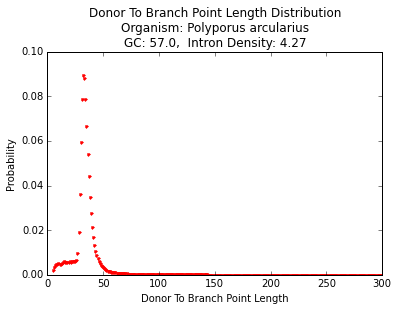 Donor To Branch Point Length Distribution
Organism: Polyporus arcularius
GC: 57.0,  Intron Density: 4.27
0.10
0.08
0.06
0.04
0.02
0.00
Probability
0 50 100 150 200 250 300
Donor To Branch Point Length